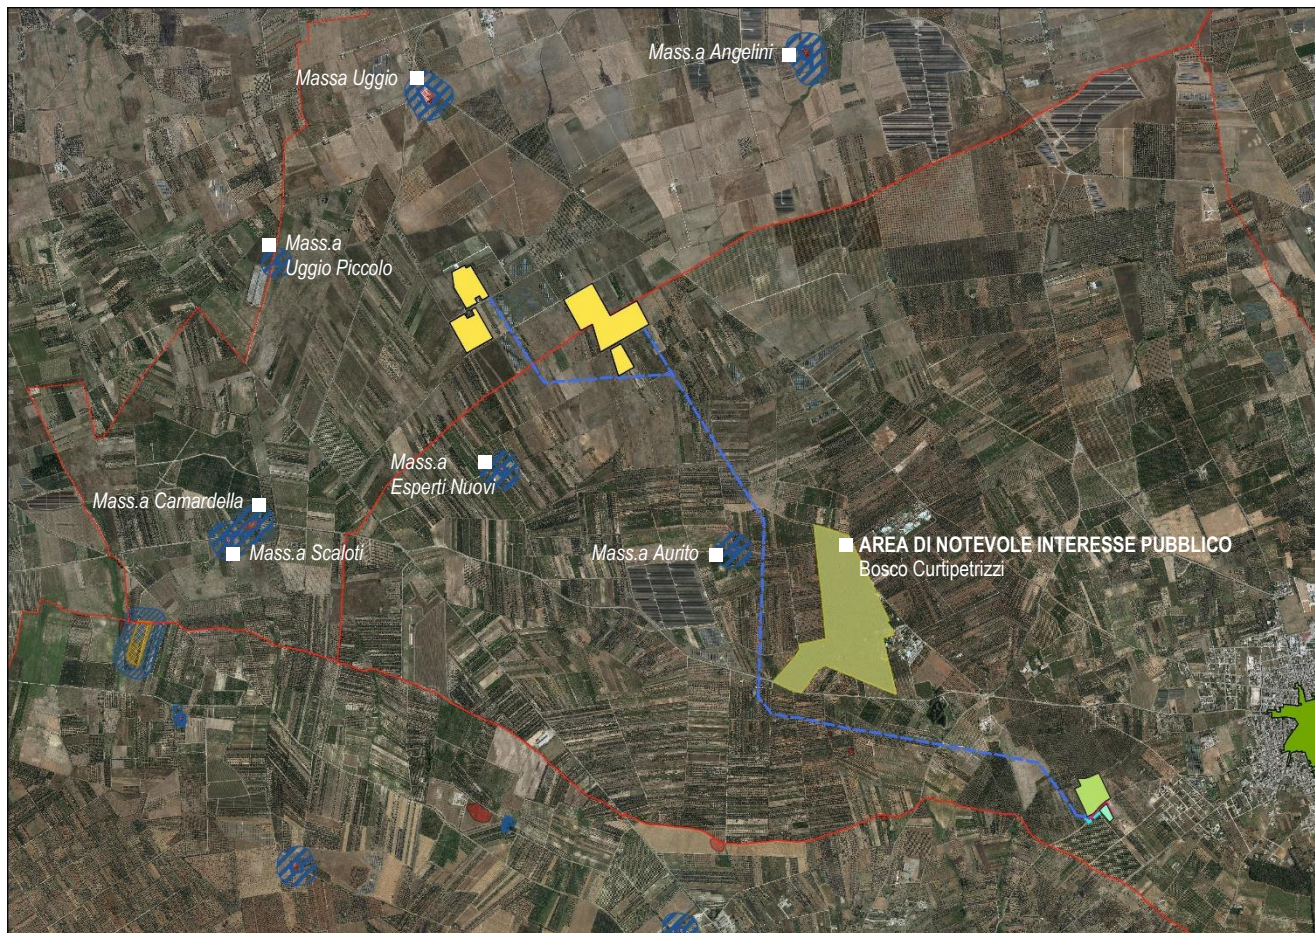 Mass.a Angelini
Massa Uggio
Mass.a
Uggio Piccolo
Mass.a
Esperti Nuovi
Mass.a Camardella
Mass.a Scaloti
Mass.a Aurito
AREA DI NOTEVOLE INTERESSE PUBBLICO
Bosco Curtipetrizzi